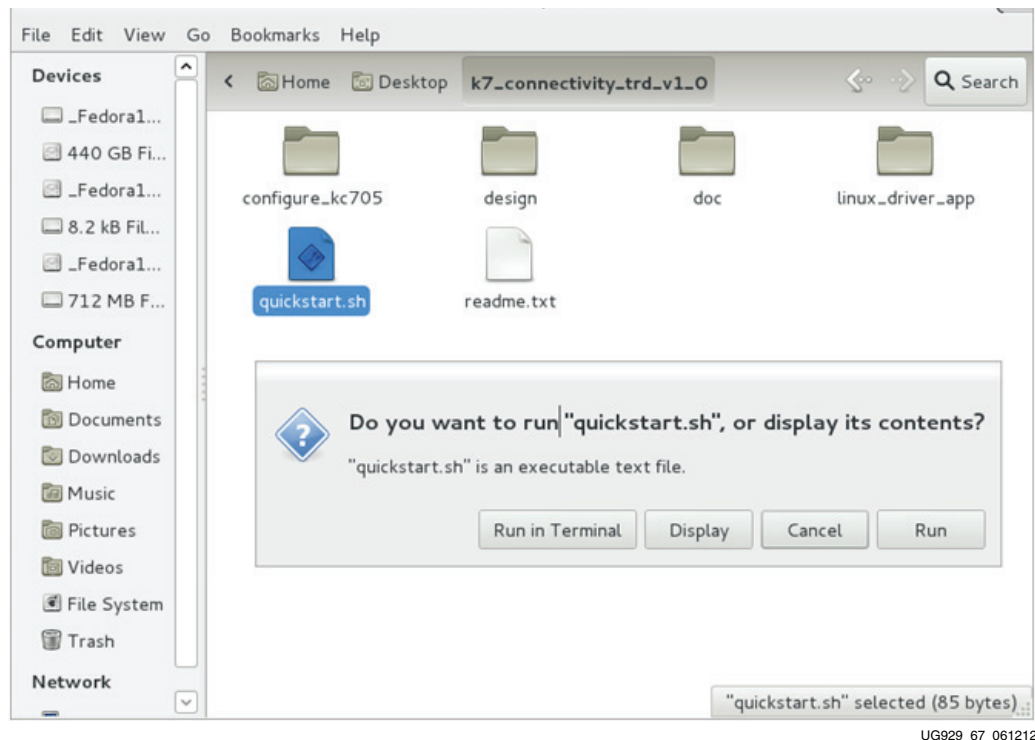 File Edit View Go Bookmarks Help
Devices
_Fedora1...
440 GB Fi...
_Fedora1...
8.2 kB Fil...
_Fedora1...
712 MB F...
Computer
Home
Documents
Downloads
Music
Pictures
Videos
File System
Trash
Network
Home Desktop k7_connectivity_trd_v1_0 Search
configure_kc705 design doc linux_driver_app
quickstart.sh readme.txt
Do you want to run "quickstart.sh", or display its contents?
"quickstart.sh" is an executable text file.
Run in Terminal Display Cancel Run
"quickstart.sh" selected (85 bytes)
UG929_67_061212